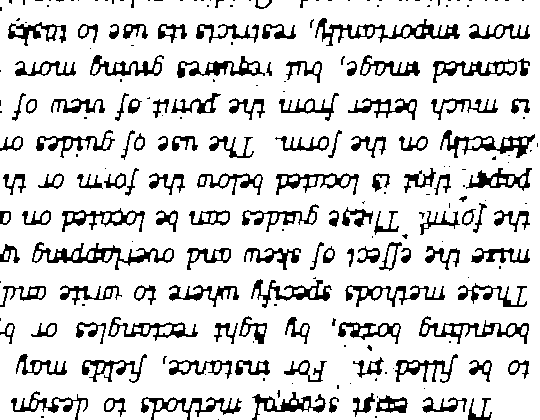 There exist several methods to design
to be filled in. For instance, fields may
bounding boxes, by light rectangles or by
These methods specify where to write and
mize the effect of skew and overlapping
the form. These guides can be located on a
paper that is located below the form or th
directly on the form. The use of guides on
is much better from the point of view of
scanned image, but requires giving more
more importantly, restricts its use to tasks